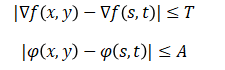 |∇f(x, y) − ∇f(s, t)| ≤ T
|φ(x, y) − φ(s, t)| ≤ A